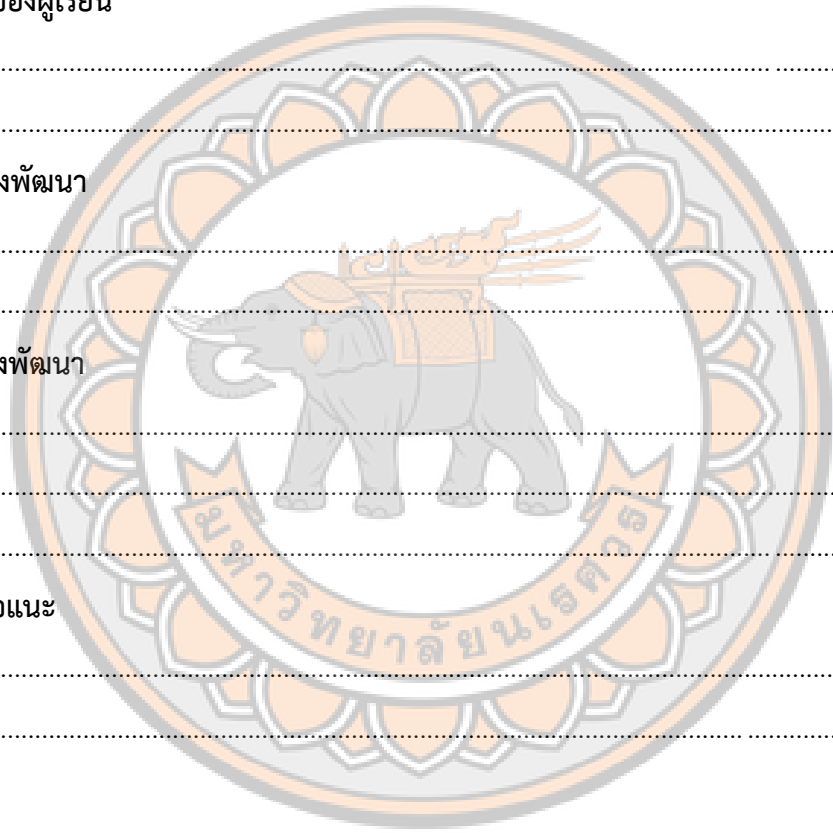 ของผู้เรียน
งพัฒนา
งพัฒนา
อแนะ
มหาวิทยาลัยนเรศวร